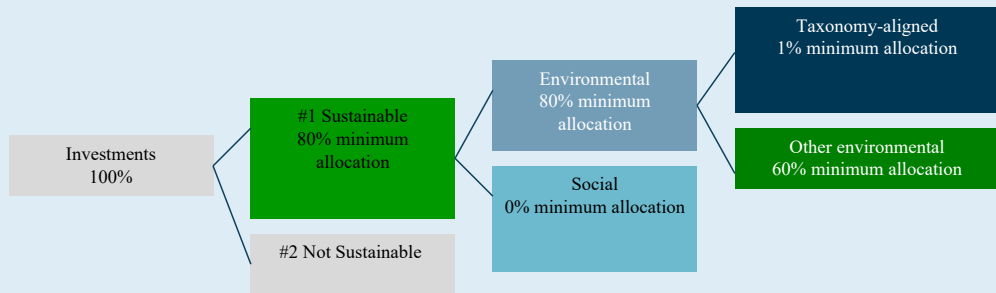 Investments
100%
#1 Sustainable
80% minimum
allocation
#2 Not Sustainable
Environmental
80% minimum
allocation
Social
0% minimum allocation
Taxonomy-aligned
1% minimum allocation
Other environmental
60% minimum allocation